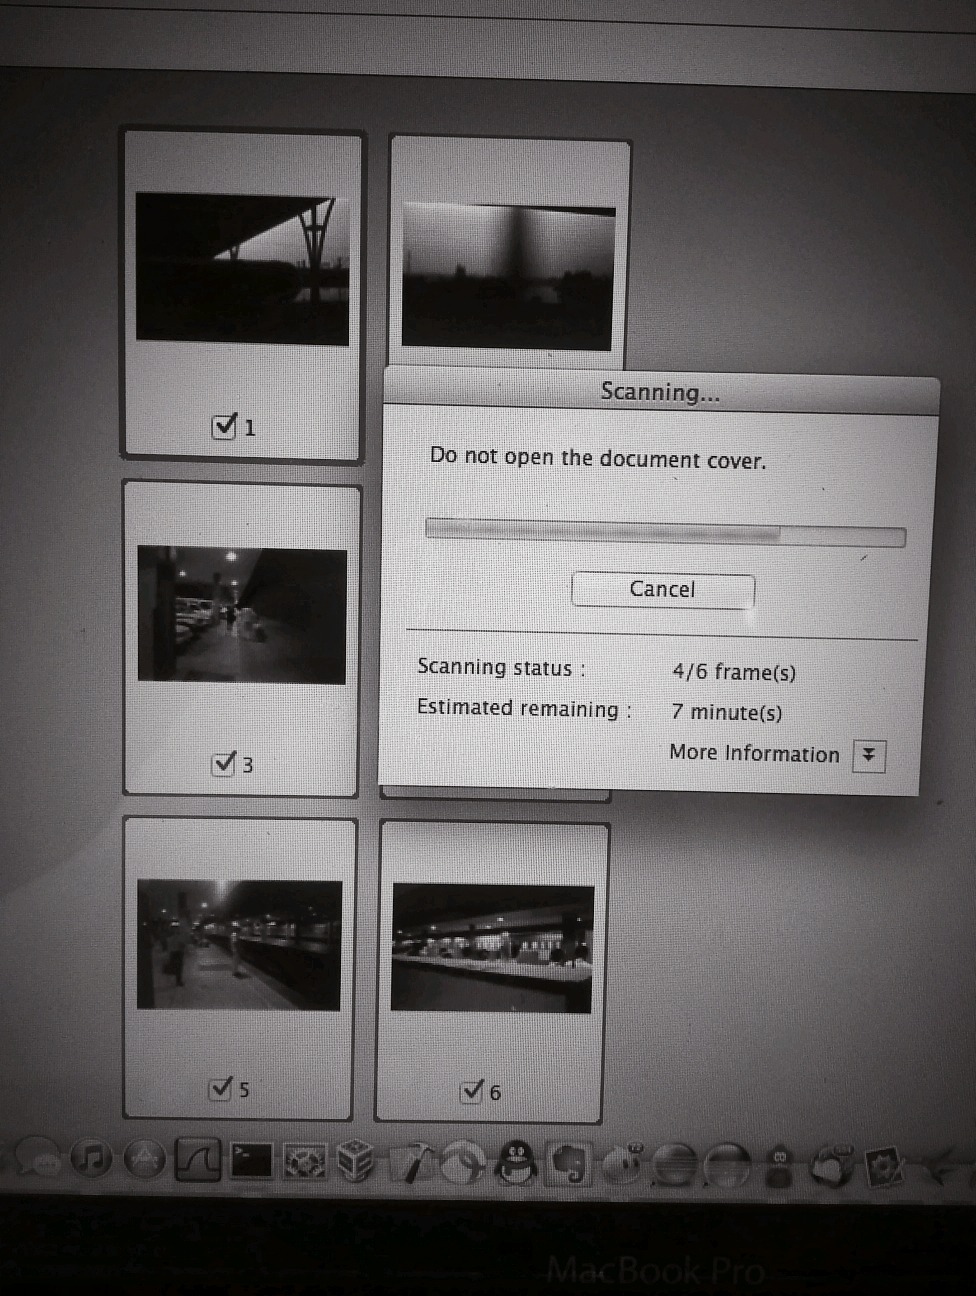 1
Scanning...
Do not open the document cover.
Cancel
Scanning status :  4/6 frame(s)
Estimated remaining :  7 minute(s)
More Information
3
5
6
MacBook Pro